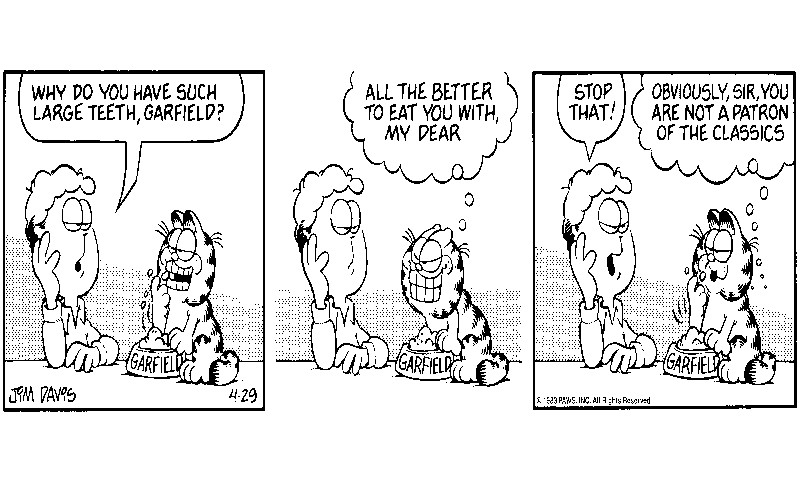 WHY DO YOU HAVE SUCH
LARGE TEETH, GARFIELD?
GARFIELD
JIM DAVIS
4-29
ALL THE BETTER
TO EAT YOU WITH,
MY DEAR
GARFIELD
STOP
THAT!
OBVIOUSLY, SIR, YOU
ARE NOT A PATRON
OF THE CLASSICS
GARFIELD
PAWS, INC. All Rights Reserved